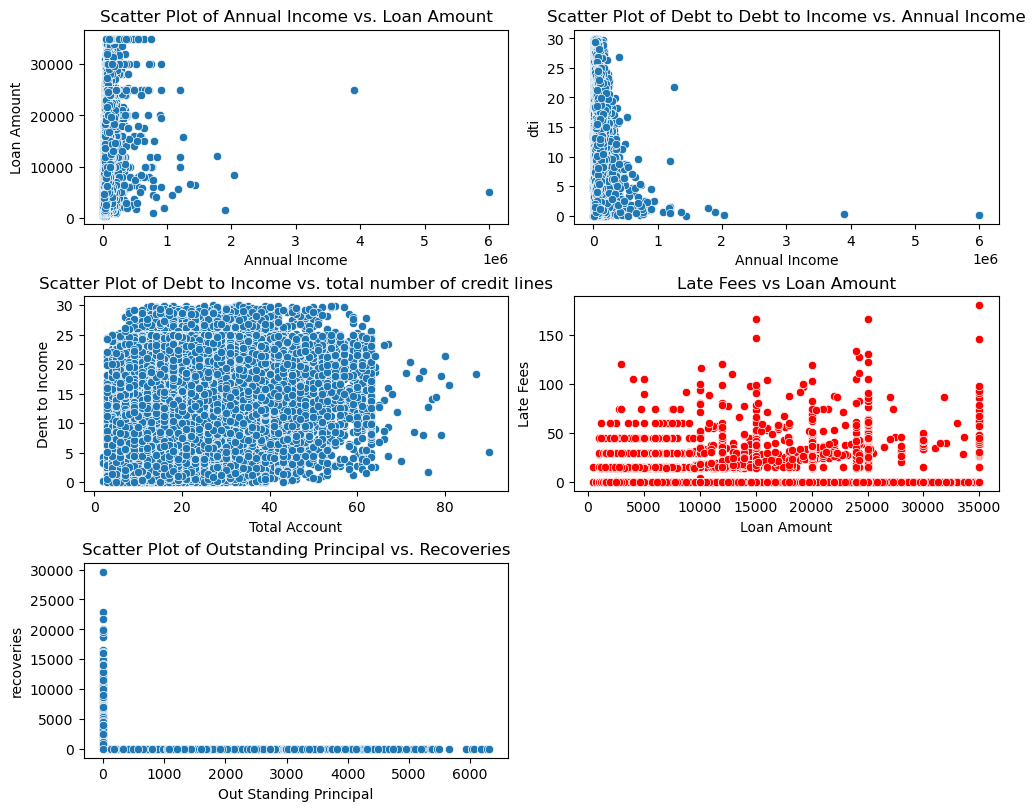 Scatter Plot of Annual Income vs. Loan Amount
Loan Amount
30000
20000
10000
0
0 1 2 3 4 5 6
1e6
Annual Income
Scatter Plot of Debt to Debt to Income vs. Annual Income
dti
30
25
20
15
10
5
0
0 1 2 3 4 5 6
1e6
Annual Income
Scatter Plot of Debt to Income vs. total number of credit lines
Dent to Income
30
25
20
15
10
5
0
0 20 40 60 80
Total Account
Late Fees vs Loan Amount
Late Fees
150
100
50
0
0 5000 10000 15000 20000 25000 30000 35000
Loan Amount
Scatter Plot of Outstanding Principal vs. Recoveries
recoveries
30000
25000
20000
15000
10000
5000
0
0 1000 2000 3000 4000 5000 6000
Out Standing Principal